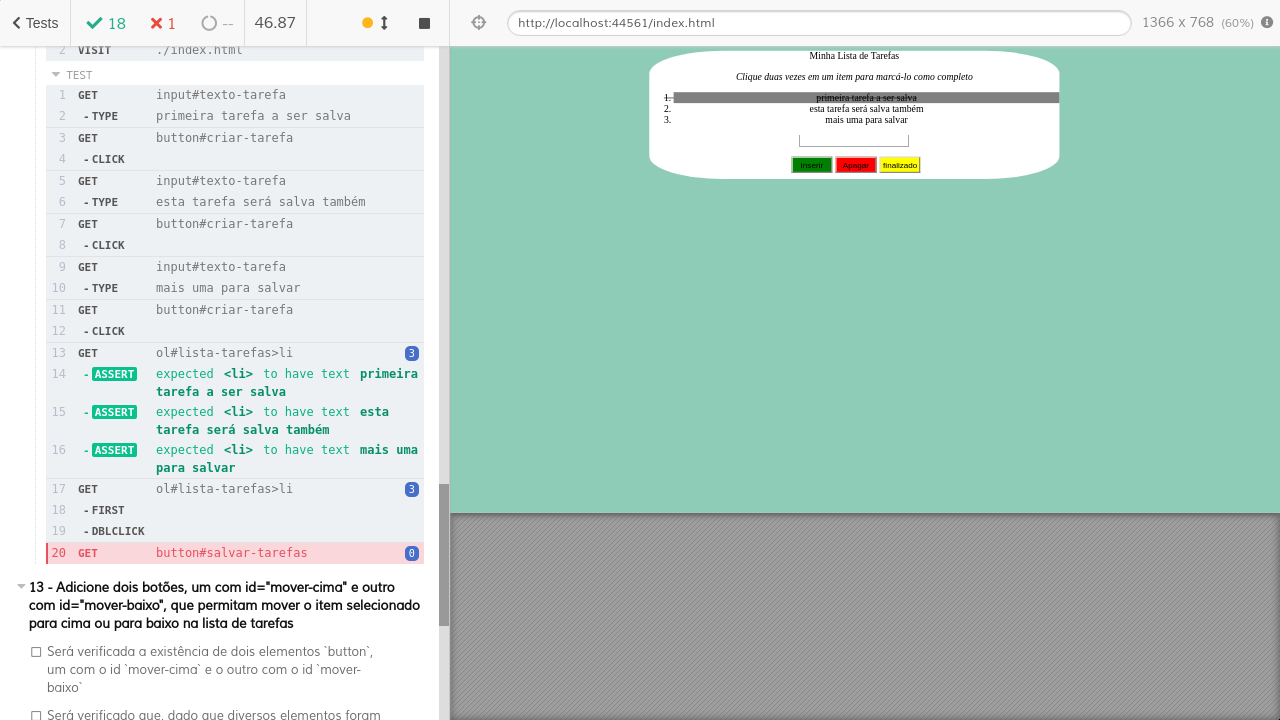 Tests 18 1 -- 46.87
http://localhost:44561/index.html 1366 x 768 (60%)
2 VISIT ./index.html
TEST
1 GET input#texto-tarefa
2 - TYPE primeira tarefa a ser salva
3 GET button#criar-tarefa
4 - CLICK
5 GET input#texto-tarefa
6 - TYPE esta tarefa será salva também
7 GET button#criar-tarefa
8 - CLICK
9 GET input#texto-tarefa
10 - TYPE mais uma para salvar
11 GET button#criar-tarefa
12 - CLICK
13 GET ol#lista-tarefas>li 3
14 - ASSERT expected <li> to have text primeira
tarefa a ser salva
15 - ASSERT expected <li> to have text esta
tarefa será salva também
16 - ASSERT expected <li> to have text mais uma
para salvar
17 GET ol#lista-tarefas>li 3
18 - FIRST
19 - DBLCLICK
20 GET button#salvar-tarefas 0
13 - Adicione dois botões, um com id="mover-cima" e outro
com id="mover-baixo", que permitam mover o item selecionado
para cima ou para baixo na lista de tarefas
Será verificada a existência de dois elementos `button`,
um com o id `mover-cima` e o outro com o id `mover-
baixo`
Será verificado que, dado que diversos elementos foram
Minha Lista de Tarefas
Clique duas vezes em um item para marcá-lo como completo
1. primeira tarefa a ser salva
2. esta tarefa será salva também
3. mais uma para salvar
inserir Apagar finalizado